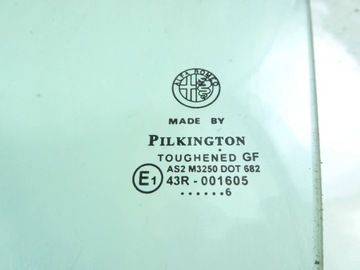 ALFA ROMEO
MADE BY
PILKINGTON
TOUGHENED GF
AS2 M3250 DOT 682
E1 43R - 001605
......6